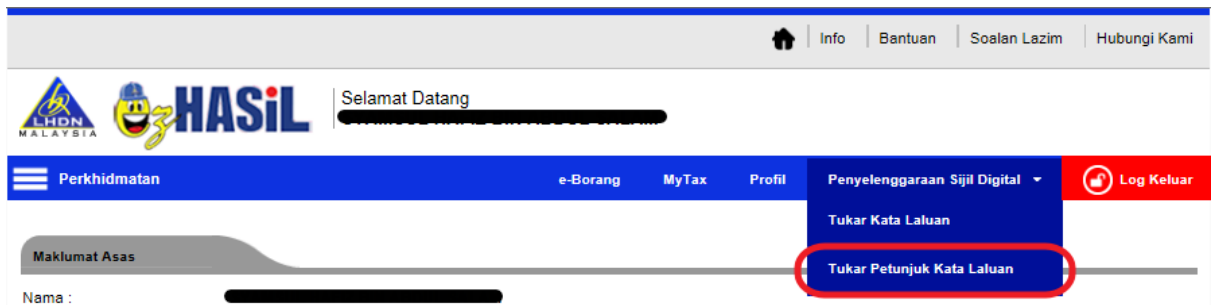 Info Bantuan Soalan Lazim Hubungi Kami
LHDN
MALAYSIA
ezHASiL
Selamat Datang
Perkhidmatan e-Borang MyTax Profil Penyelenggaraan Sijil Digital Log Keluar
Tukar Kata Laluan
Maklumat Asas
Tukar Petunjuk Kata Laluan
Nama :